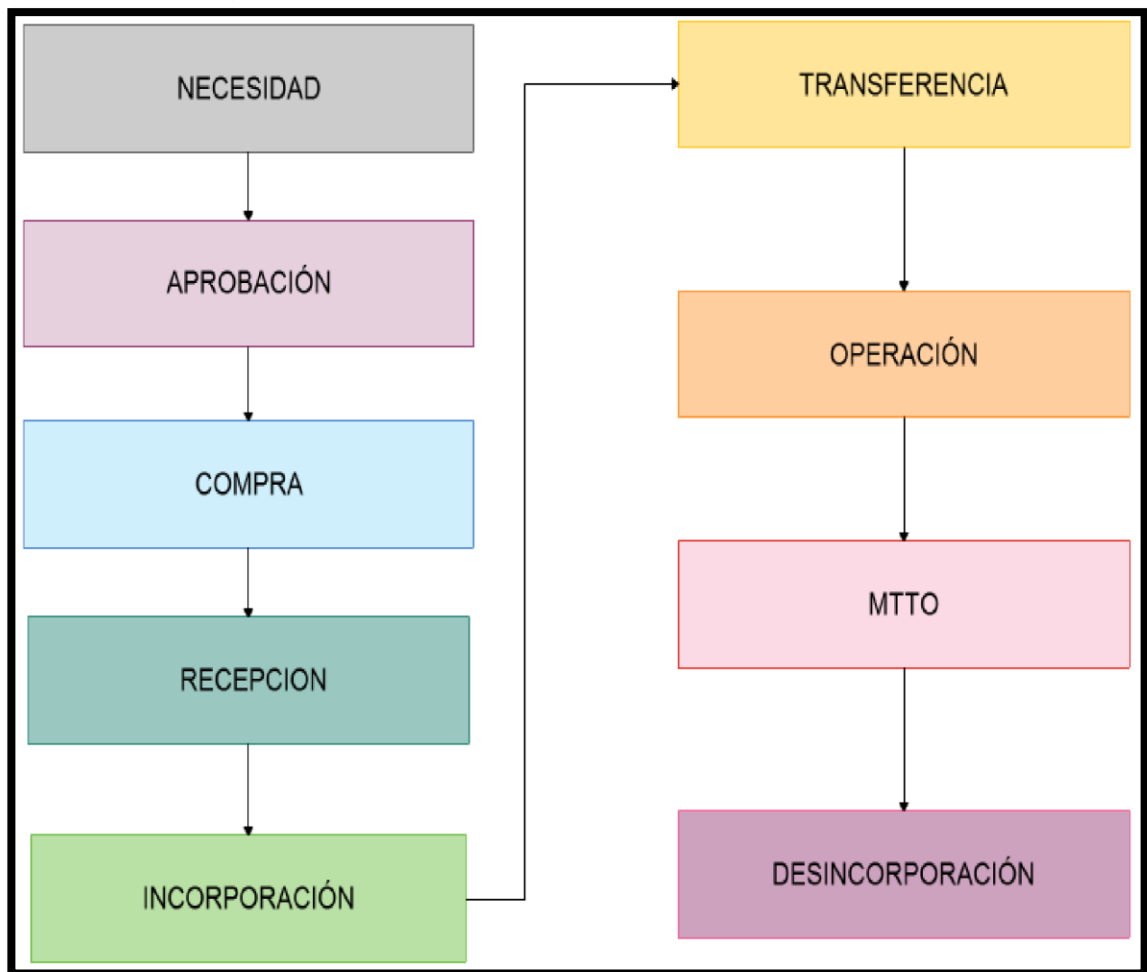 NECESIDAD
APROBACIÓN
COMPRA
RECEPCION
INCORPORACIÓN
TRANSFERENCIA
OPERACIÓN
MTTO
DESINCORPORACIÓN